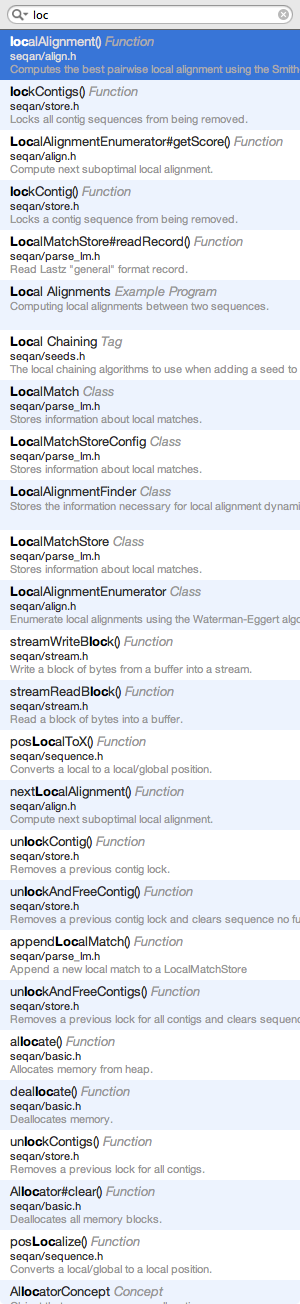 loc
localAlignment() Function
seqan/align.h
Computes the best pairwise local alignment using the Smith
lockContigs() Function
seqan/store.h
Locks all contig sequences from being removed.
LocalAlignmentEnumerator#getScore() Function
seqan/align.h
Compute next suboptimal local alignment.
lockContig() Function
seqan/store.h
Locks a contig sequence from being removed.
LocalMatchStore#readRecord() Function
seqan/parse_lm.h
Read Lastz "general" format record.
Local Alignments Example Program
Computing local alignments between two sequences.
Local Chaining Tag
seqan/seeds.h
The local chaining algorithms to use when adding a seed to
LocalMatch Class
seqan/parse_lm.h
Stores information about local matches.
LocalMatchStoreConfig Class
Stores information about local matches.
LocalAlignmentFinder Class
Stores the information necessary for local alignment dynami
LocalMatchStore Class
seqan/parse_lm.h
Stores information about local matches.
LocalAlignmentEnumerator Class
seqan/align.h
Enumerate local alignments using the Waterman-Eggert algo
streamWriteBlock() Function
seqan/stream.h
Write a block of bytes from a buffer into a stream.
streamReadBlock() Function
seqan/stream.h
Read a block of bytes into a buffer.
posLocalToX() Function
seqan/sequence.h
Converts a local to a local/global position.
nextLocalAlignment() Function
seqan/align.h
Compute next suboptimal local alignment.
unlockContig() Function
seqan/store.h
Removes a previous contig lock.
unlockAndFreeContig() Function
seqan/store.h
Removes a previous contig lock and clears sequence no fu
appendLocalMatch() Function
seqan/parse_lm.h
Append a new local match to a LocalMatchStore
unlockAndFreeContigs() Function
seqan/store.h
Removes a previous lock for all contigs and clears sequenc
allocate() Function
seqan/basic.h
Allocates memory from heap.
deallocate() Function
seqan/basic.h
Deallocates memory.
unlockContigs() Function
seqan/store.h
Removes a previous lock for all contigs.
Allocator#clear() Function
seqan/basic.h
Deallocates all memory blocks.
posLocalize() Function
seqan/sequence.h
Converts a local/global to a local position.
AllocatorConcept Concept